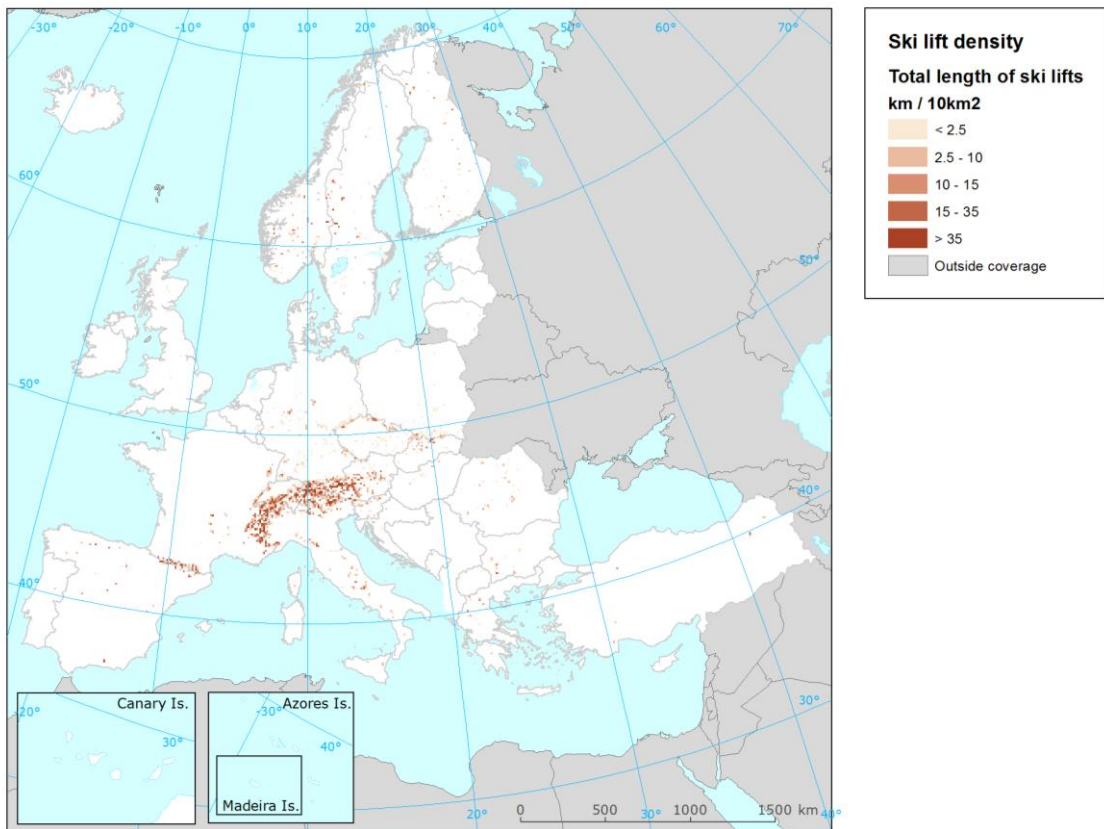 -30° -20° -10° 0° 10° 20° 30° 40° 50° 60° 70°
60°
50°
40°
50°
40°
30°
Canary Is.
-20°
30°
Azores Is.
-30°
40°
Madeira Is.
20°
30°
40°
0 500 1000 1500 km
Ski lift density
Total length of ski lifts
km / 10km2
< 2.5
2.5 - 10
10 - 15
15 - 35
> 35
Outside coverage